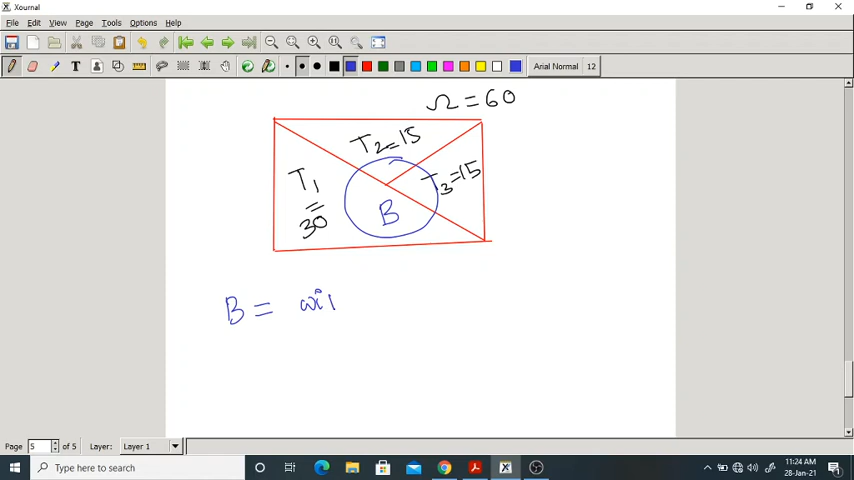 Xournal
File Edit View Page Tools Options Help
Arial Normal 12
Ω = 60
T2 = 15
T1 = 30
T3 = 15
B
B =
Page 5 of 5 Layer: Layer 1
Type here to search
11:24 AM
28-Jan-21